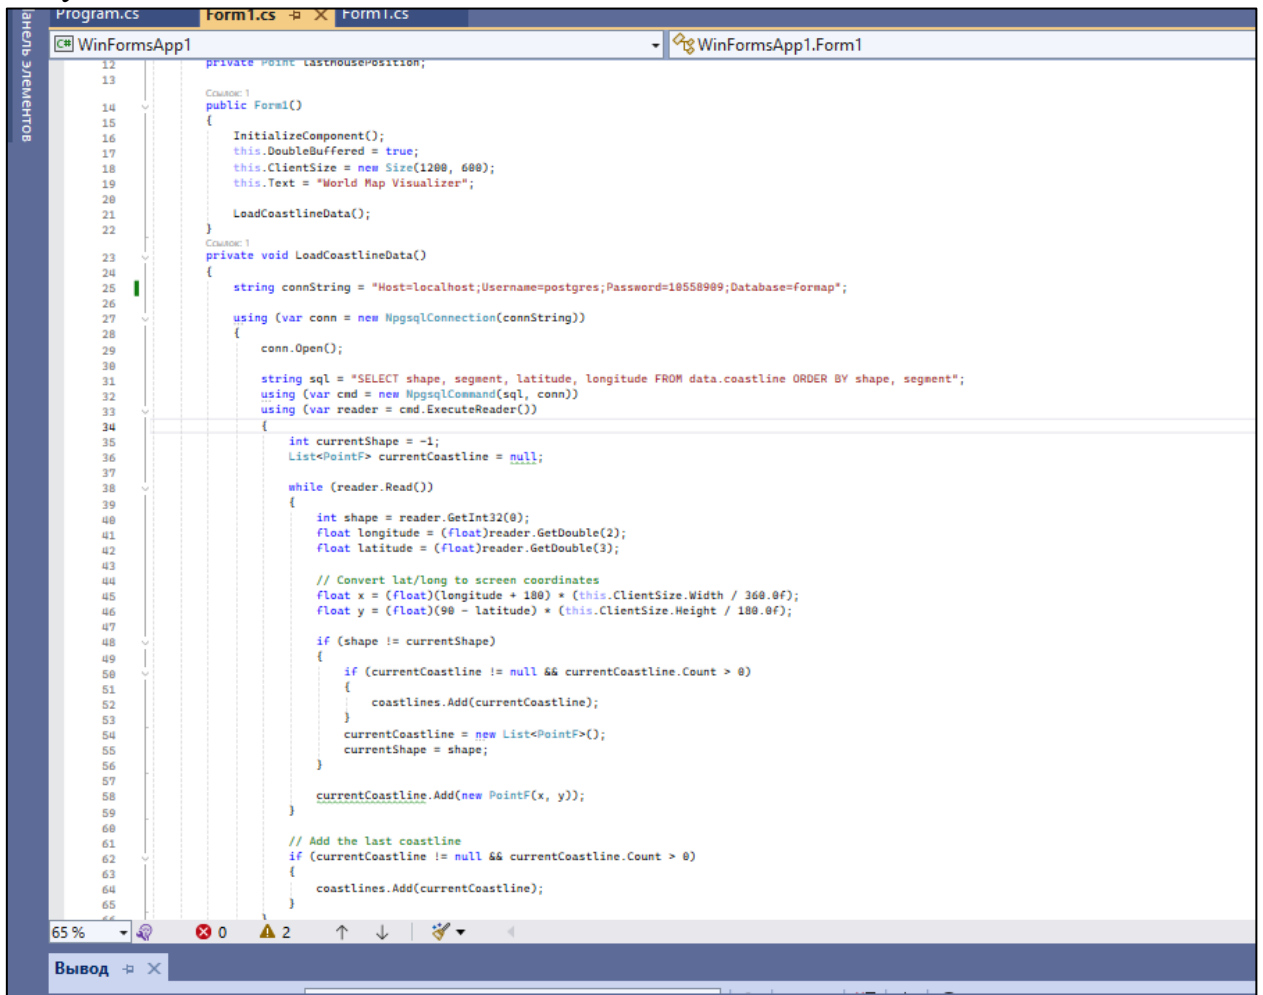 Program.cs Form1.cs Form1.cs
Панель элементов
C# WinFormsApp1 WinFormsApp1.Form1
12 private Point lastMousePosition;
13
Ссылок: 1
14 public Form1()
15 {
16 InitializeComponent();
17 this.DoubleBuffered = true;
18 this.ClientSize = new Size(1200, 600);
19 this.Text = "World Map Visualizer";
20
21 LoadCoastlineData();
22 }
Ссылок: 1
23 private void LoadCoastlineData()
24 {
25 string connString = "Host=localhost;Username=postgres;Password=10558909;Database=formap";
26
27 using (var conn = new NpgsqlConnection(connString))
28 {
29 conn.Open();
30
31 string sql = "SELECT shape, segment, latitude, longitude FROM data.coastline ORDER BY shape, segment";
32 using (var cmd = new NpgsqlCommand(sql, conn))
33 using (var reader = cmd.ExecuteReader())
34 {
35 int currentShape = -1;
36 List<PointF> currentCoastline = null;
37
38 while (reader.Read())
39 {
40 int shape = reader.GetInt32(0);
41 float longitude = (float)reader.GetDouble(2);
42 float latitude = (float)reader.GetDouble(3);
43
44 // Convert lat/long to screen coordinates
45 float x = (float)(longitude + 180) * (this.ClientSize.Width / 360.0f);
46 float y = (float)(90 - latitude) * (this.ClientSize.Height / 180.0f);
47
48 if (shape != currentShape)
49 {
50 if (currentCoastline != null && currentCoastline.Count > 0)
51 {
52 coastlines.Add(currentCoastline);
53 }
54 currentCoastline = new List<PointF>();
55 currentShape = shape;
56 }
57
58 currentCoastline.Add(new PointF(x, y));
59 }
60
61 // Add the last coastline
62 if (currentCoastline != null && currentCoastline.Count > 0)
63 {
64 coastlines.Add(currentCoastline);
65 }
66 }
65 % 0 2
Вывод